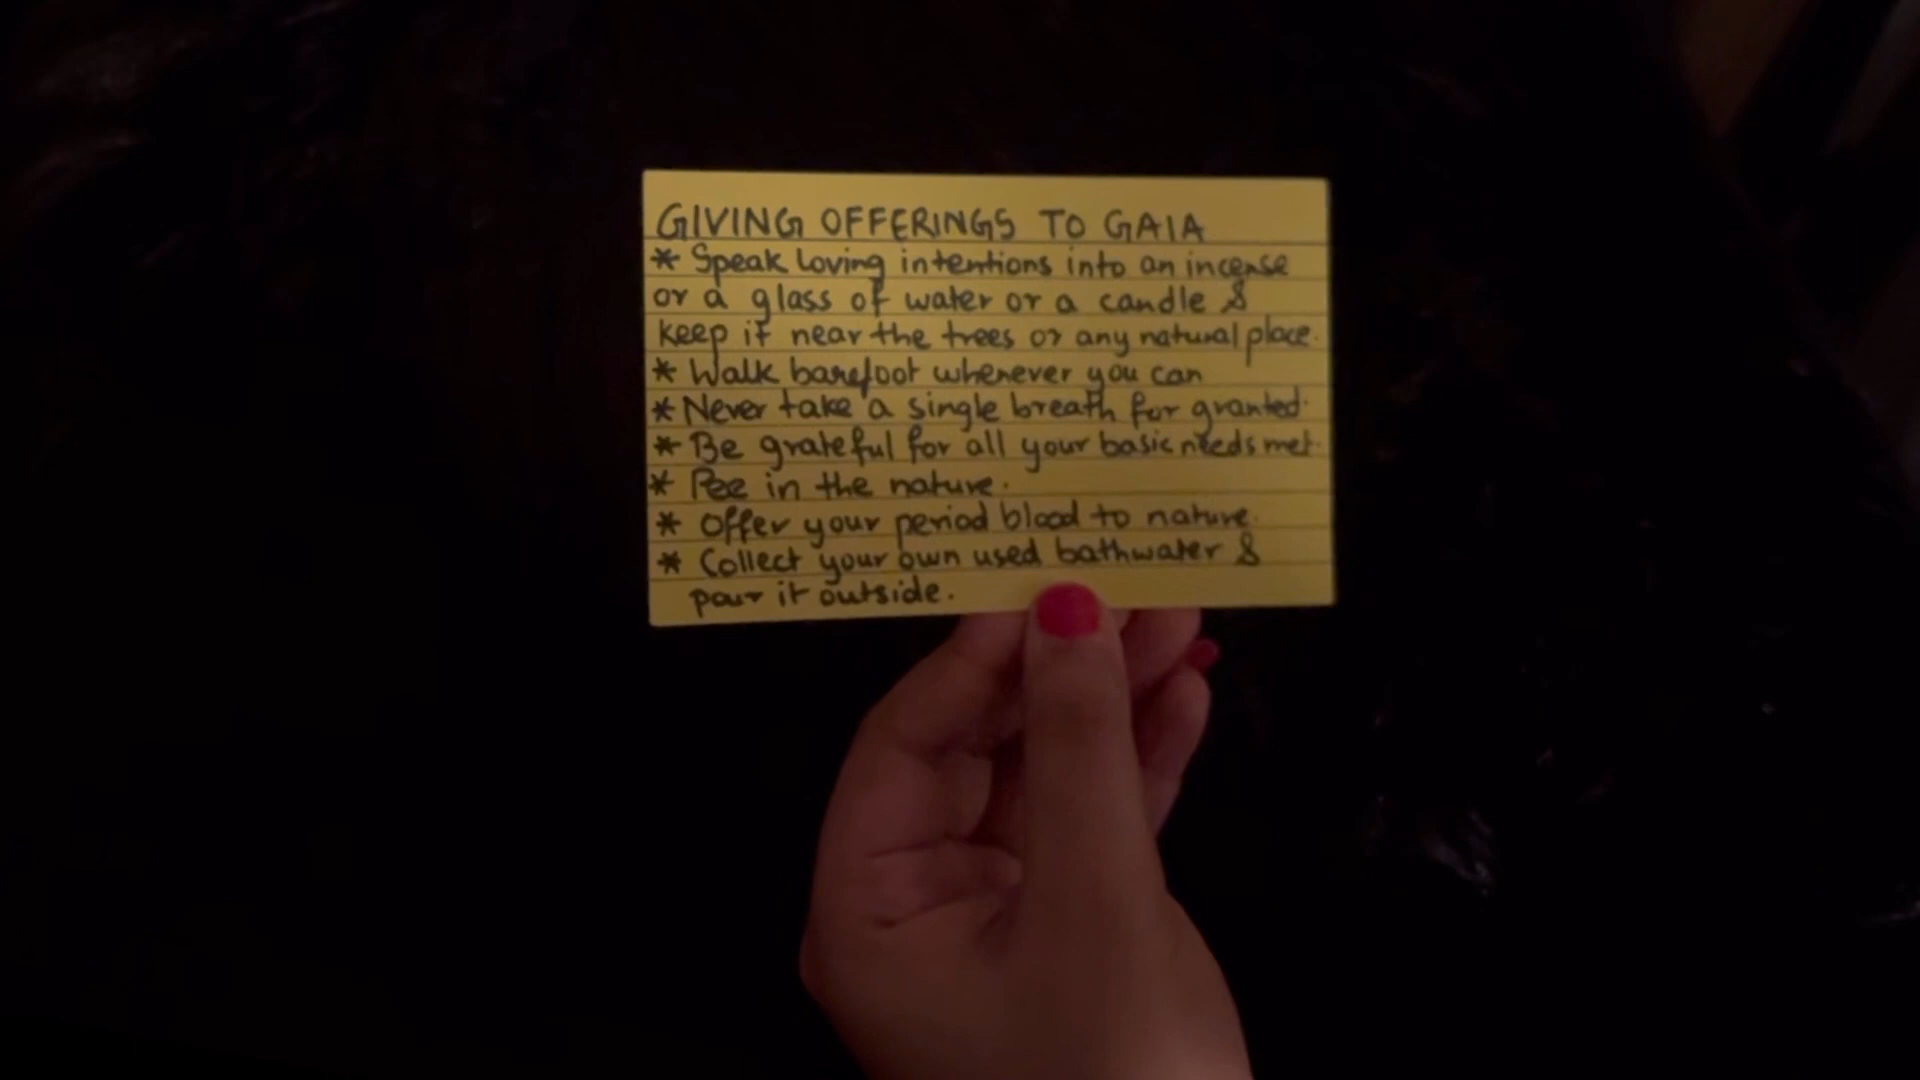 GIVING OFFERINGS TO GAIA
* Speak loving intentions into an incense
or a glass of water or a candle &
keep it near the trees or any natural place.
* Walk barefoot whenever you can
* Never take a single breath for granted.
* Be grateful for all your basic needs met.
* Pee in the nature.
* Offer your period blood to nature.
* Collect your own used bathwater &
pour it outside.